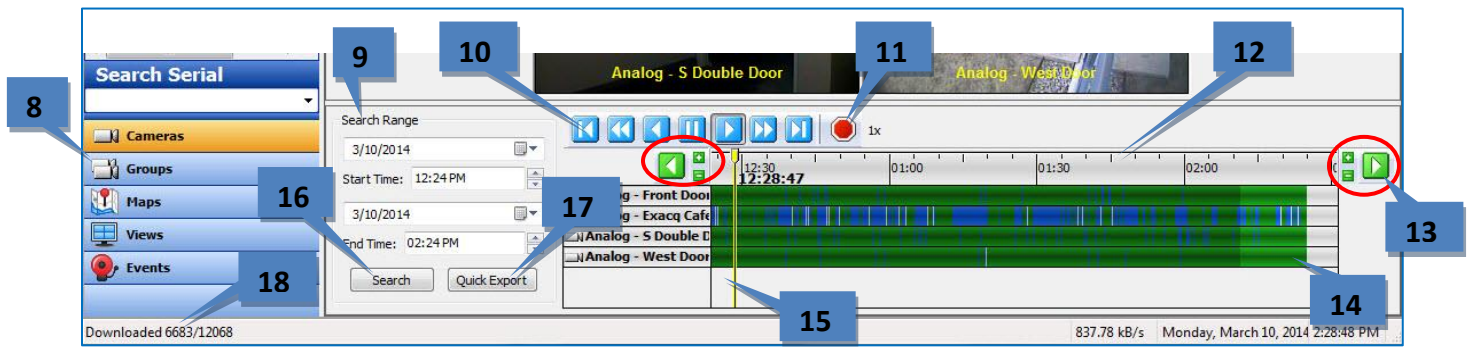 9
10
11
12
Search Serial
Analog - S Double Door
Analog - West Door
8
Search Range
1x
Cameras
3/10/2014
Groups
Start Time: 12:24 PM
12:30
01:00
01:30
02:00
12:28:47
Maps
16
3/10/2014
17
og - Front Door
og - Exacq Cafe
13
Views
End Time: 02:24 PM
Analog - S Double D
Events
Analog - West Door
18
Search
Quick Export
14
15
Downloaded 6683/12068
837.78 kB/s
Monday, March 10, 2014 2:28:48 PM